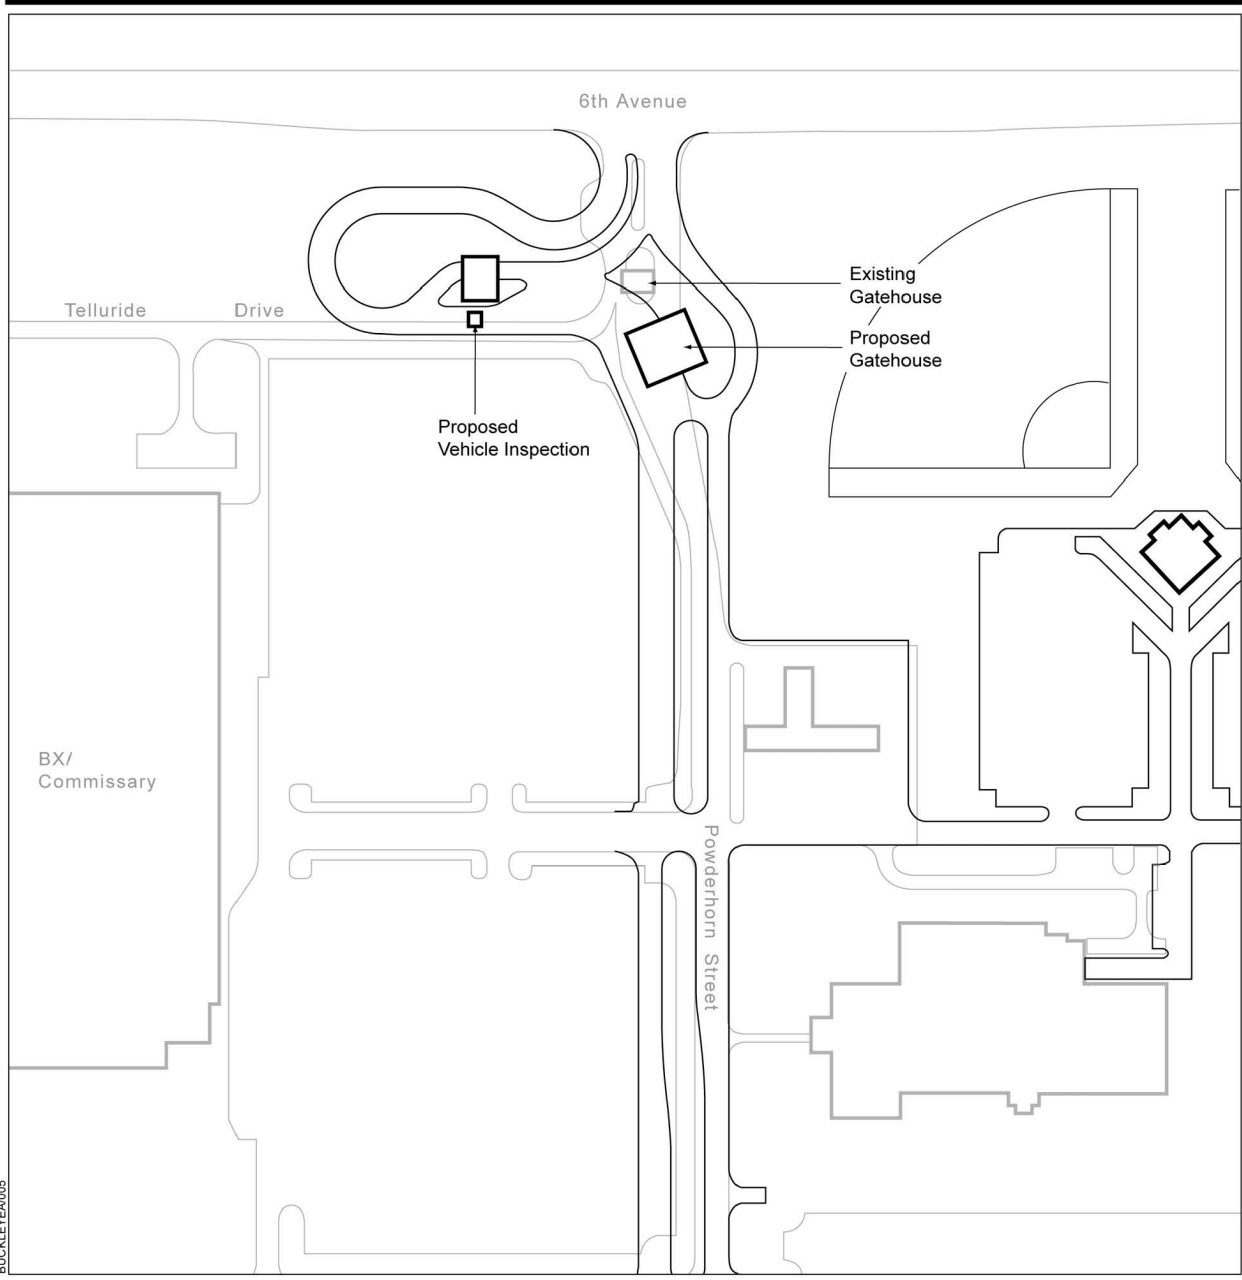 6th Avenue
Existing
Gatehouse
Telluride Drive
Proposed
Gatehouse
Proposed
Vehicle Inspection
BX/
Commissary
Powderhorn Street